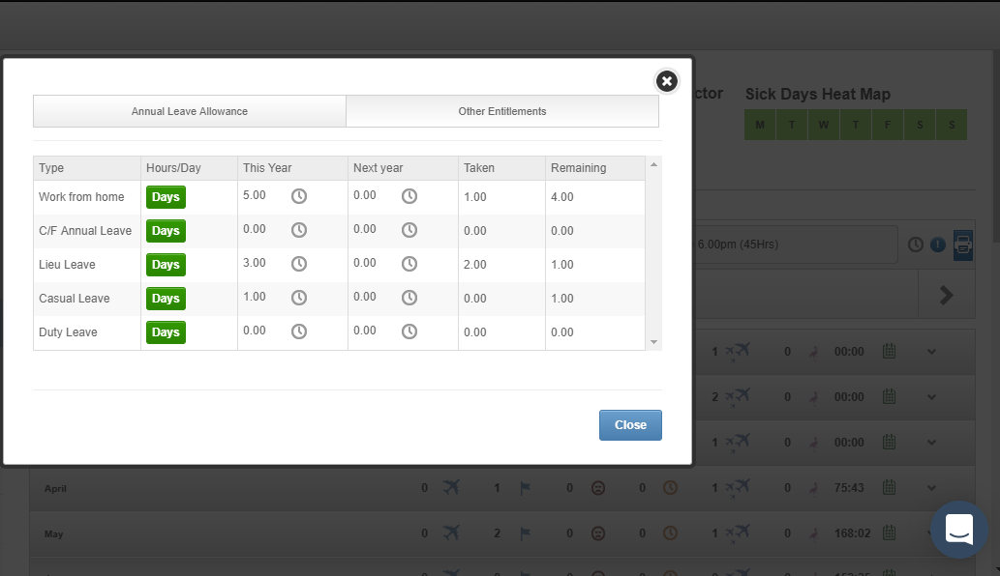 ctor Sick Days Heat Map
M T W T F S S
Annual Leave Allowance Other Entitlements
Type Hours/Day This Year Next year Taken Remaining
Work from home Days 5.00 0.00 1.00 4.00
C/F Annual Leave Days 0.00 0.00 0.00 0.00
Lieu Leave Days 3.00 0.00 2.00 1.00
Casual Leave Days 1.00 0.00 0.00 1.00
Duty Leave Days 0.00 0.00 0.00 0.00
6.00pm (45Hrs)
Close
1 0 00:00
2 0 00:00
1 0 00:00
April 0 1 0 0 1 0 75:43
May 0 2 0 0 1 0 168:02